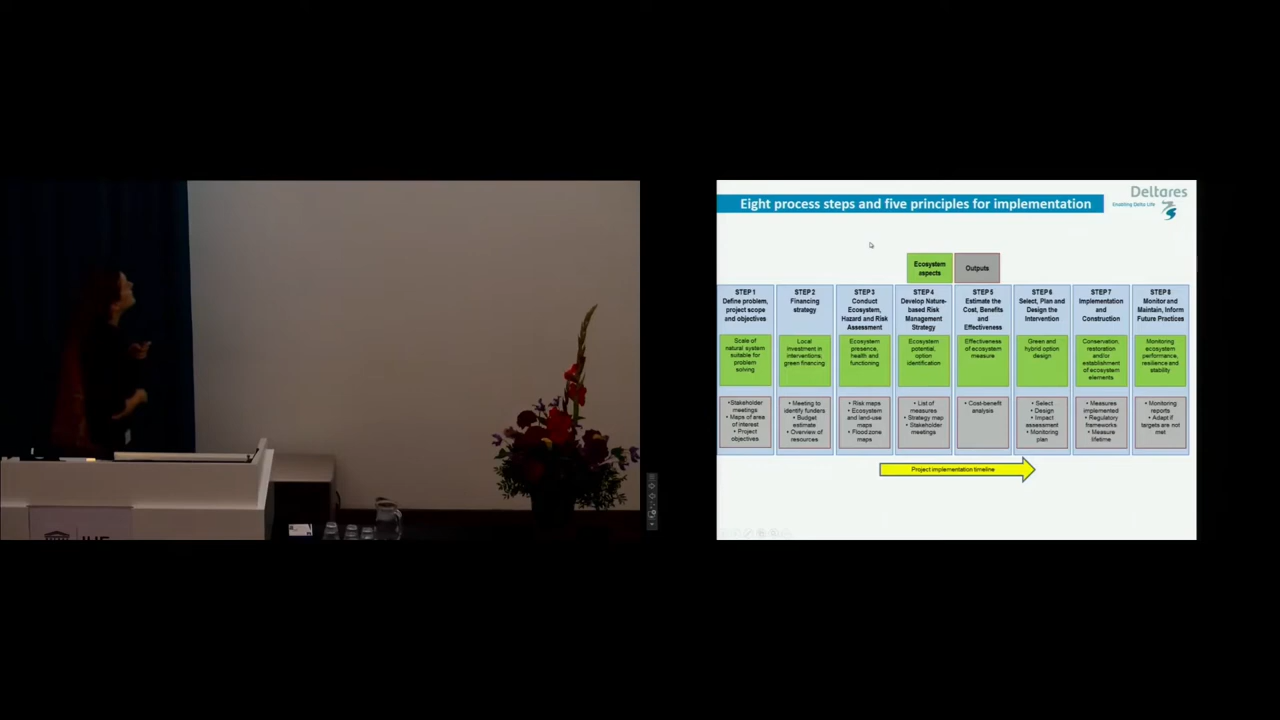 Deltares
Enabling Delta Life
Eight process steps and five principles for implementation
Ecosystem
aspects
Outputs
STEP 1
Define problem,
project scope
and objectives
STEP 2
Financing
strategy
STEP 3
Conduct
Ecosystem,
Hazard and Risk
Assessment
STEP 4
Develop Nature-
based Risk
Management
Strategy
STEP 5
Estimate the
Cost, Benefits
and
Effectiveness
STEP 6
Select, Plan and
Design the
Intervention
STEP 7
Implementation
and
Construction
STEP 8
Monitor and
Maintain, Inform
Future Practices
Scale of
natural system
suitable for
problem
solving
Local
investment in
interventions,
green financing
Ecosystem
presence,
health and
functioning
Ecosystem
potential,
option
identification
Effectiveness
of ecosystem
measure
Green and
hybrid option
design
Conservation,
restoration
and/or
establishment
of ecosystem
elements
Monitoring
ecosystem
performance,
resilience and
stability
•Stakeholder
meetings
• Maps of area of
interest
• Project
objectives
• Meeting to
identify funders
• Budget
estimate
• Overview of
resources
• Risk maps
• Ecosystem
and land-use
maps
• Flood zone
maps
• List of
measures
• Strategy map
• Stakeholder
meetings
• Cost-benefit
analysis
• Select
• Design
• Impact
assessment
• Monitoring
plan
• Measures
implemented
• Regulatory
frameworks
• Measure
lifetime
• Monitoring
reports
• Adapt if
targets are not
met
Project implementation timeline